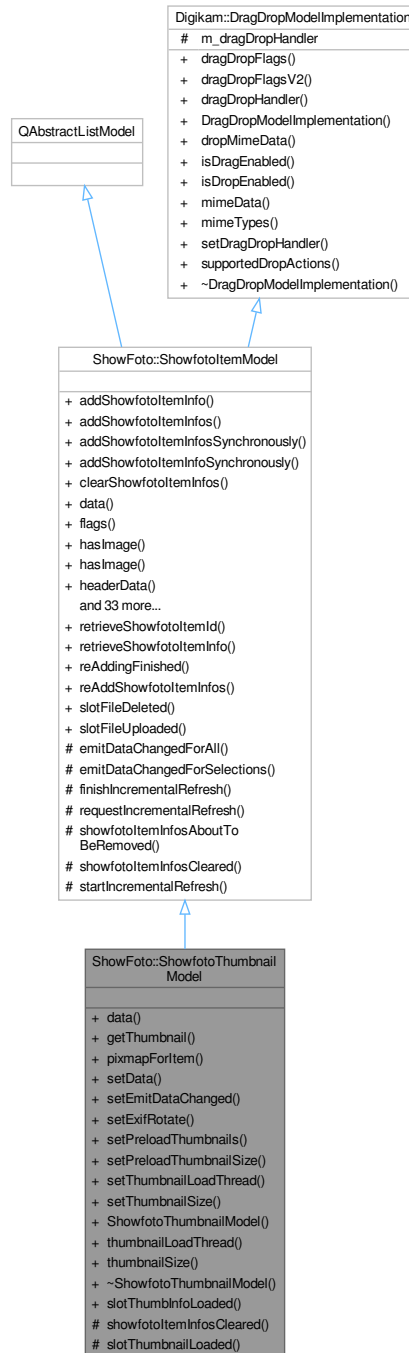 Digikam::DragDropModelImplementation
# m_dragDropHandler
+ dragDropFlags()
+ dragDropFlagsV2()
+ dragDropHandler()
+ DragDropModelImplementation()
+ dropMimeData()
+ isDragEnabled()
+ isDropEnabled()
+ mimeData()
+ mimeTypes()
+ setDragDropHandler()
+ supportedDropActions()
+ ~DragDropModelImplementation()
QAbstractListModel
ShowFoto::ShowfotoItemModel
+ addShowfotoItemInfo()
+ addShowfotoItemInfos()
+ addShowfotoItemInfosSynchronously()
+ addShowfotoItemInfoSynchronously()
+ clearShowfotoItemInfos()
+ data()
+ flags()
+ hasImage()
+ hasImage()
+ headerData()
and 33 more...
+ retrieveShowfotoItemId()
+ retrieveShowfotoItemInfo()
+ reAddingFinished()
+ reAddShowfotoItemInfos()
+ slotFileDeleted()
+ slotFileUploaded()
# emitDataChangedForAll()
# emitDataChangedForSelections()
# finishIncrementalRefresh()
# requestIncrementalRefresh()
# showfotoItemInfosAboutTo
BeRemoved()
# showfotoItemInfosCleared()
# startIncrementalRefresh()
ShowFoto::ShowfotoThumbnail
Model
+ data()
+ getThumbnail()
+ pixmapForItem()
+ setData()
+ setEmitDataChanged()
+ setExifRotate()
+ setPreloadThumbnails()
+ setPreloadThumbnailSize()
+ setThumbnailLoadThread()
+ setThumbnailSize()
+ ShowfotoThumbnailModel()
+ thumbnailLoadThread()
+ thumbnailSize()
+ ~ShowfotoThumbnailModel()
+ slotThumbInfoLoaded()
# showfotoItemInfosCleared()
# slotThumbnailLoaded()